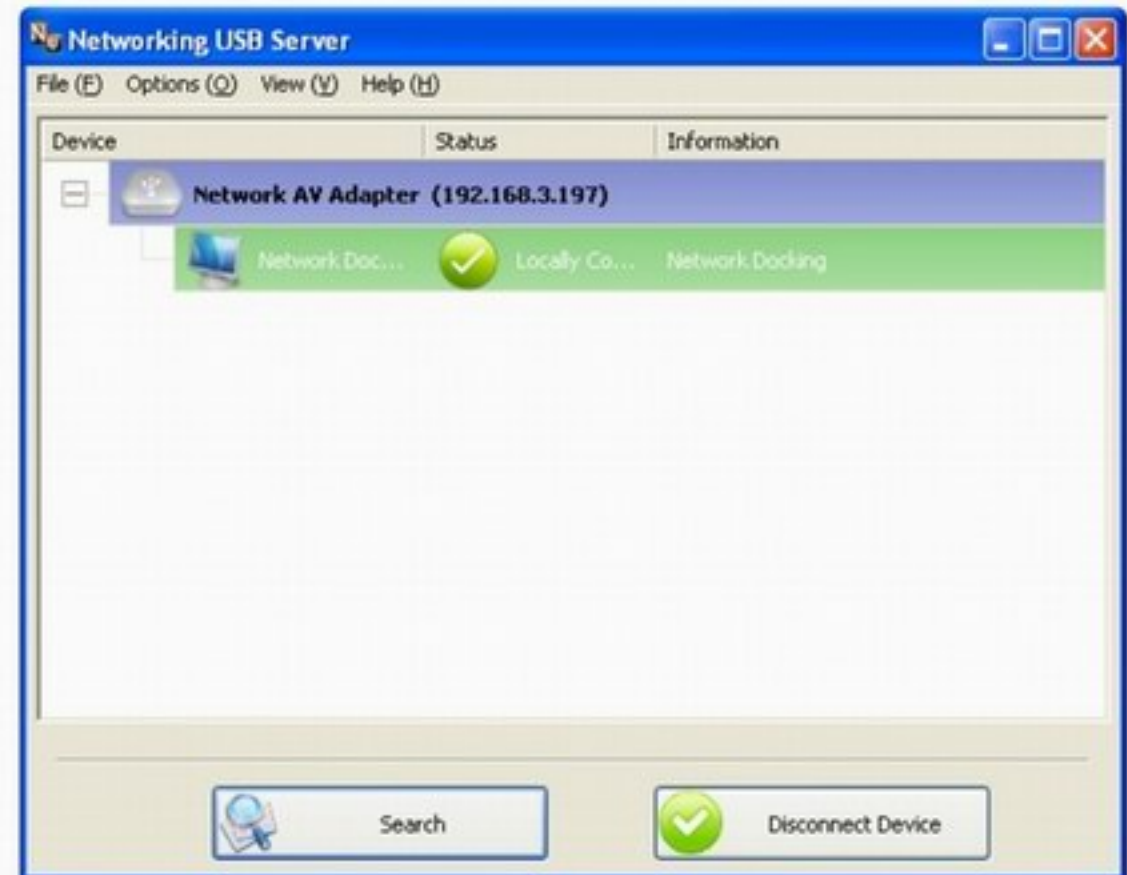 Networking USB Server
File (F) Options (O) View (V) Help (H)
Device Status Information
Network AV Adapter (192.168.3.197)
Network Doc... Locally Co... Network Docking
Search Disconnect Device